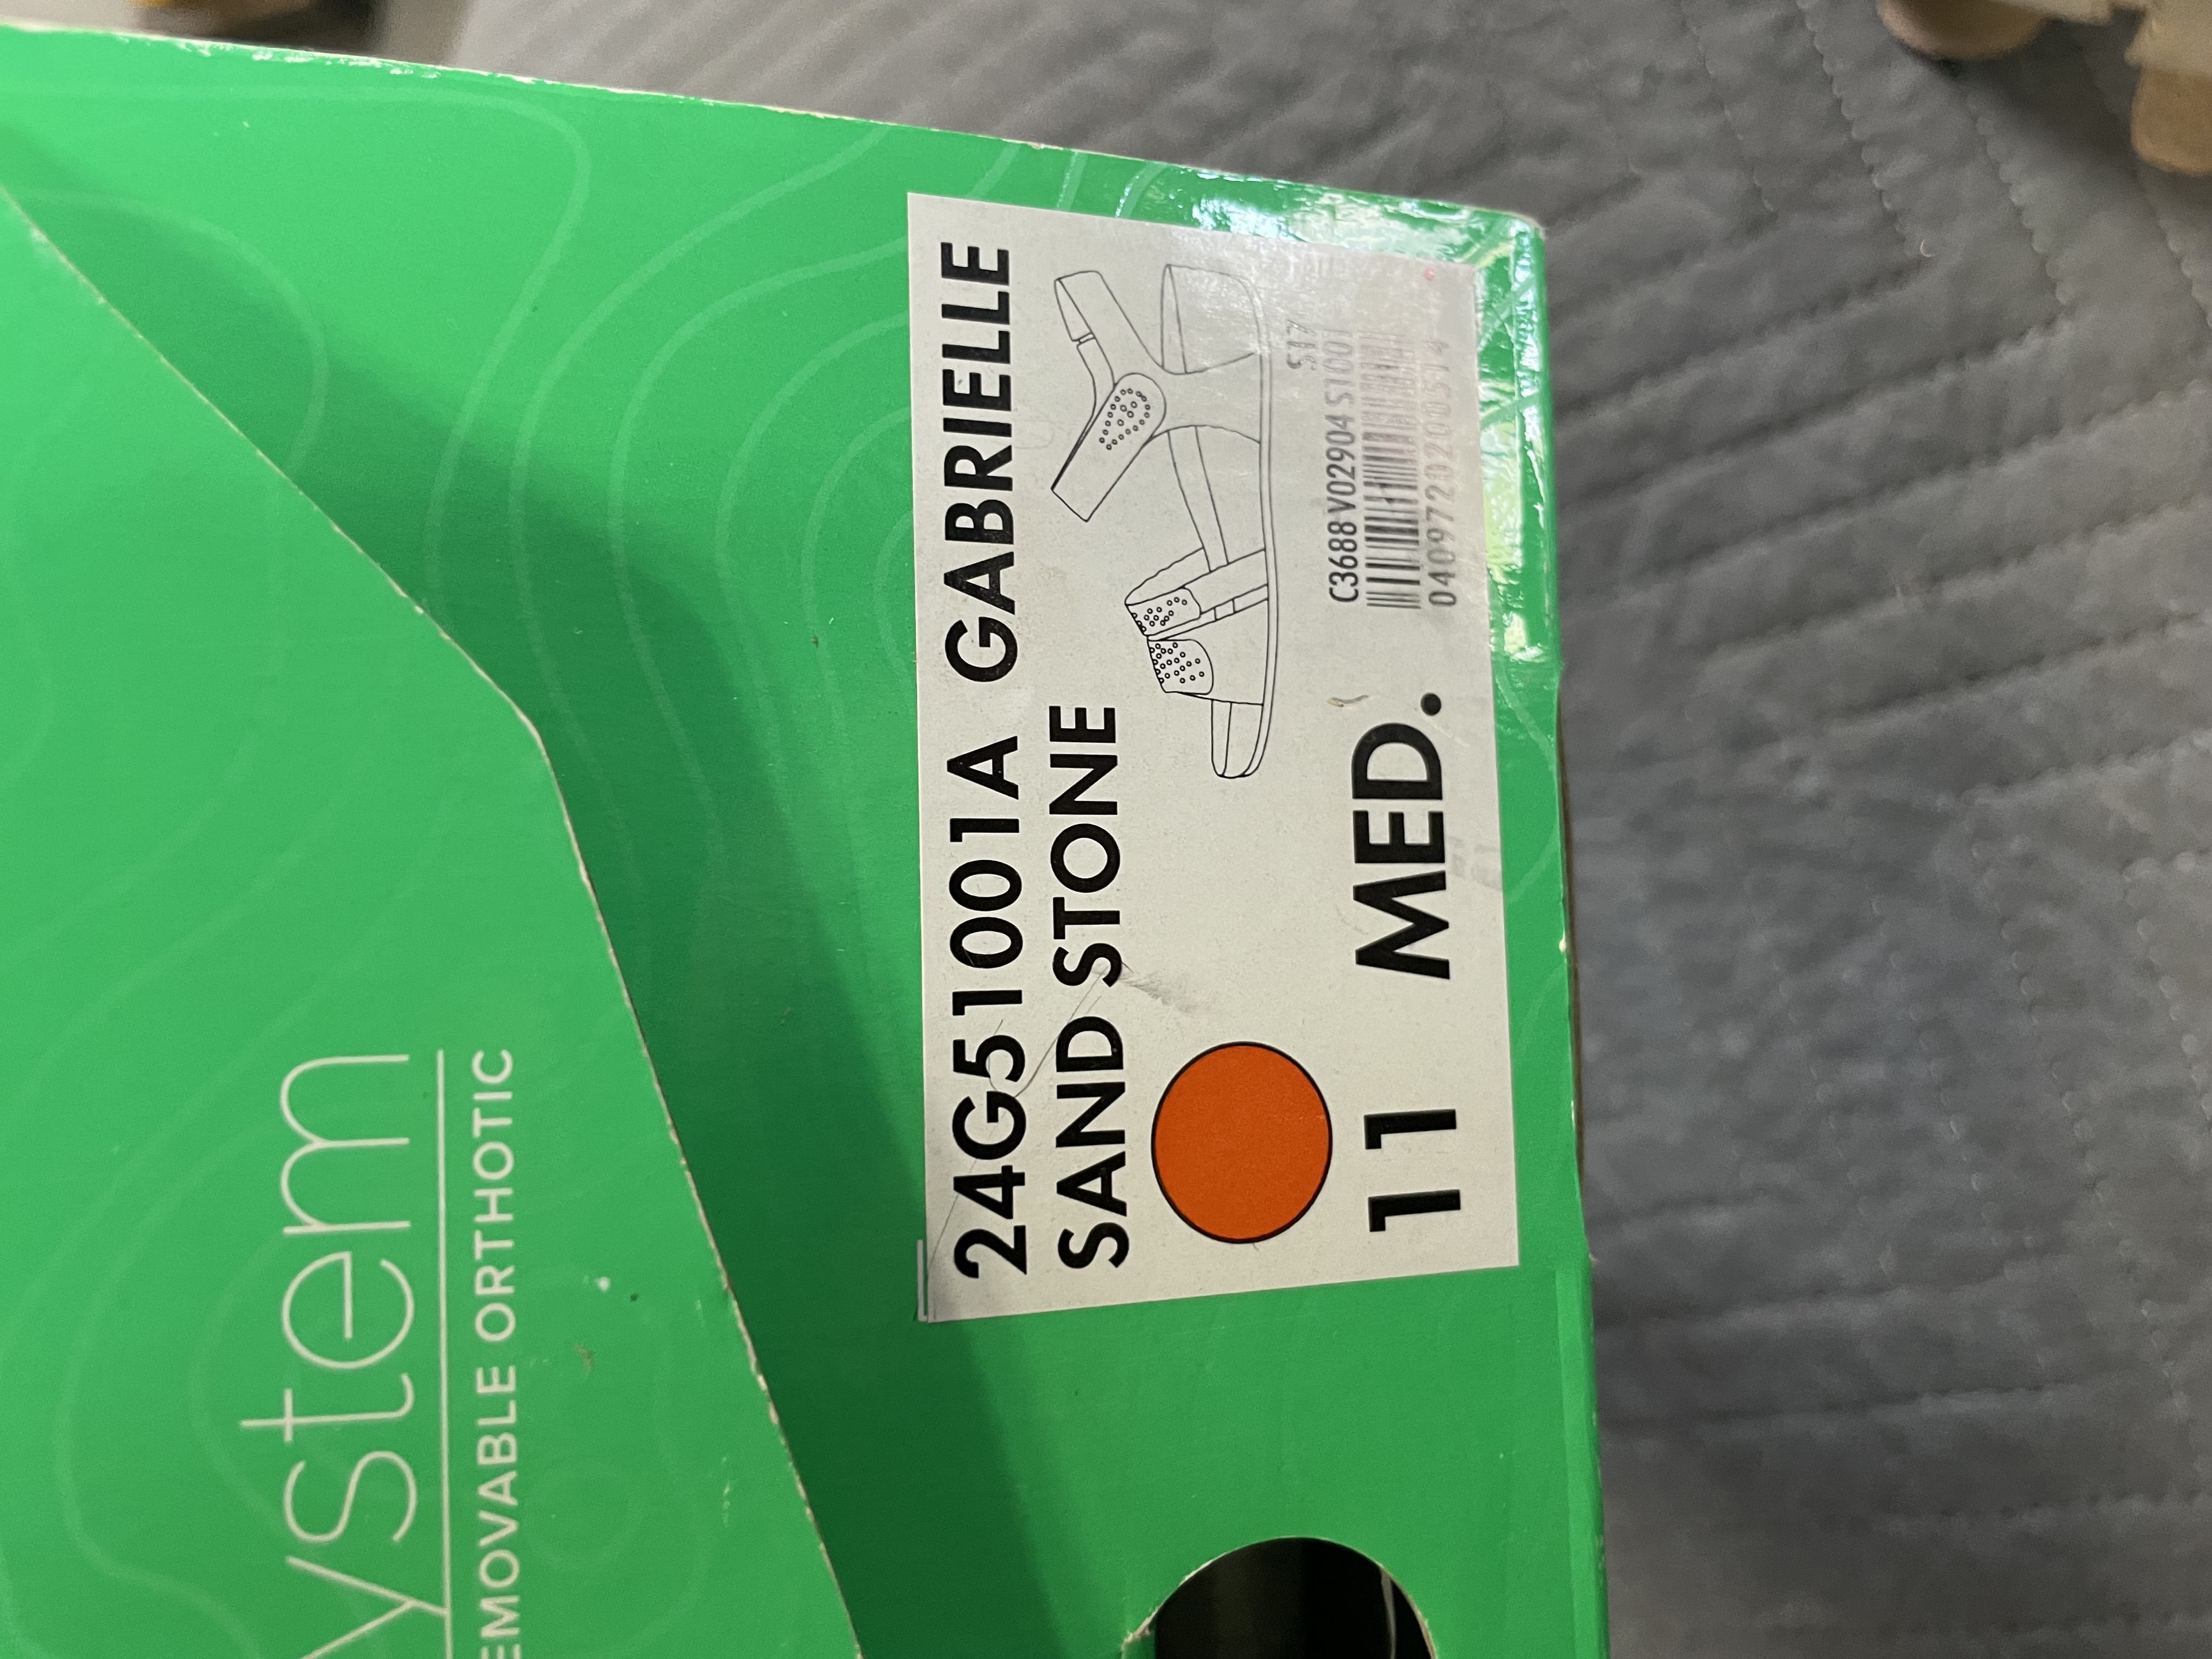 24G51001A GABRIELLE
SAND STONE
C3688 V02904 S1001
11 MED.
ystem
EMOVABLE ORTHOTIC